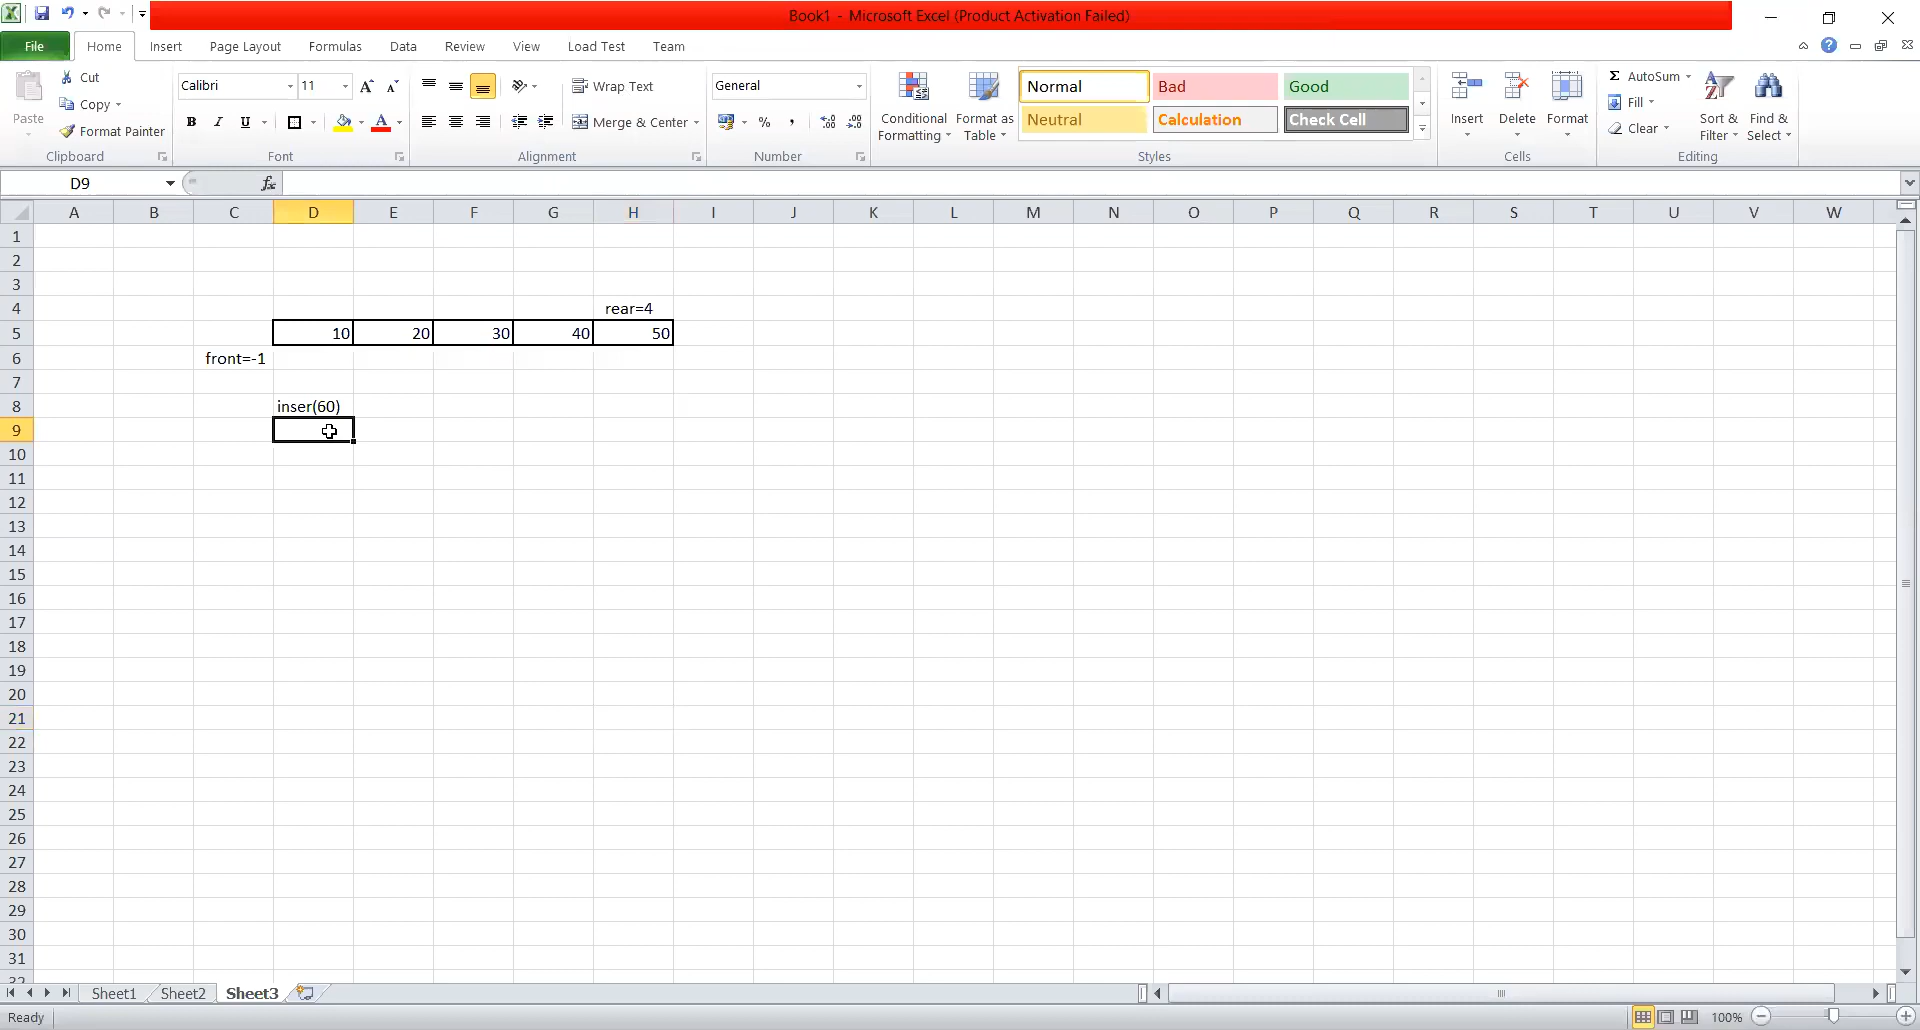 Book1 - Microsoft Excel (Product Activation Failed)
File Home Insert Page Layout Formulas Data Review View Load Test Team
Paste
Cut
Copy
Format Painter
Clipboard
Calibri 11
B I U
Font
Wrap Text
Merge & Center
Alignment
General
Number
Conditional Formatting
Format as Table
Normal Bad Good
Neutral Calculation Check Cell
Styles
Insert Delete Format
Cells
Σ AutoSum
Fill
Clear
Sort & Filter
Find & Select
Editing
D9 fx
A B C D E F G H I J K L M N O P Q R S T U V W
1
2
3
4 rear=4
5 10 20 30 40 50
6 front=-1
7
8 inser(60)
9
10
11
12
13
14
15
16
17
18
19
20
21
22
23
24
25
26
27
28
29
30
31
32
Sheet1 Sheet2 Sheet3
Ready 100%